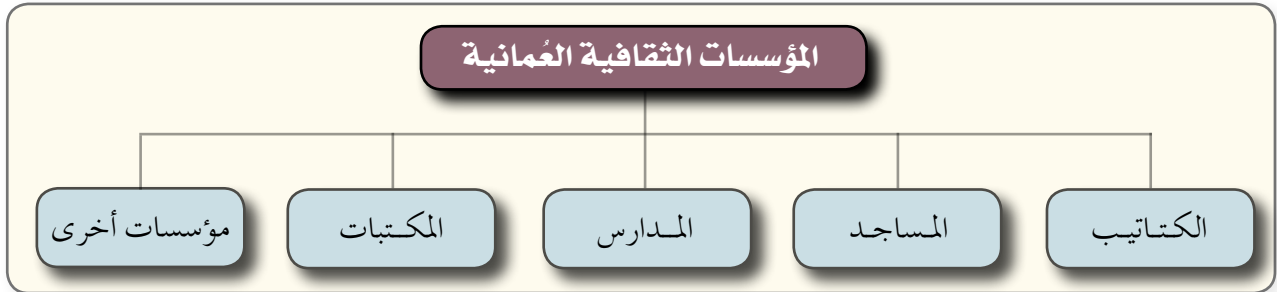 المؤسسات الثقافية العُمانية
الكتاتيب
المساجد
المدارس
المكتبات
مؤسسات أخرى